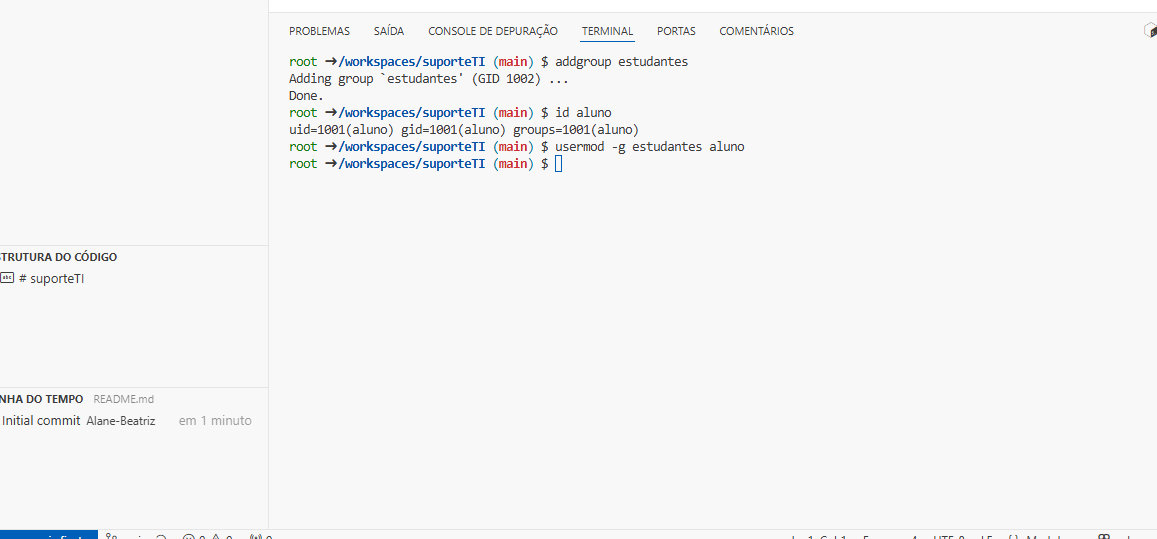 PROBLEMAS SAÍDA CONSOLE DE DEPURAÇÃO TERMINAL PORTAS COMENTÁRIOS
root ➜/workspaces/suporteTI (main) $ addgroup estudantes
Adding group `estudantes' (GID 1002) ...
Done.
root ➜/workspaces/suporteTI (main) $ id aluno
uid=1001(aluno) gid=1001(aluno) groups=1001(aluno)
root ➜/workspaces/suporteTI (main) $ usermod -g estudantes aluno
root ➜/workspaces/suporteTI (main) $
STRUTURA DO CÓDIGO
# suporteTI
NHA DO TEMPO README.md
Initial commit Alane-Beatriz em 1 minuto